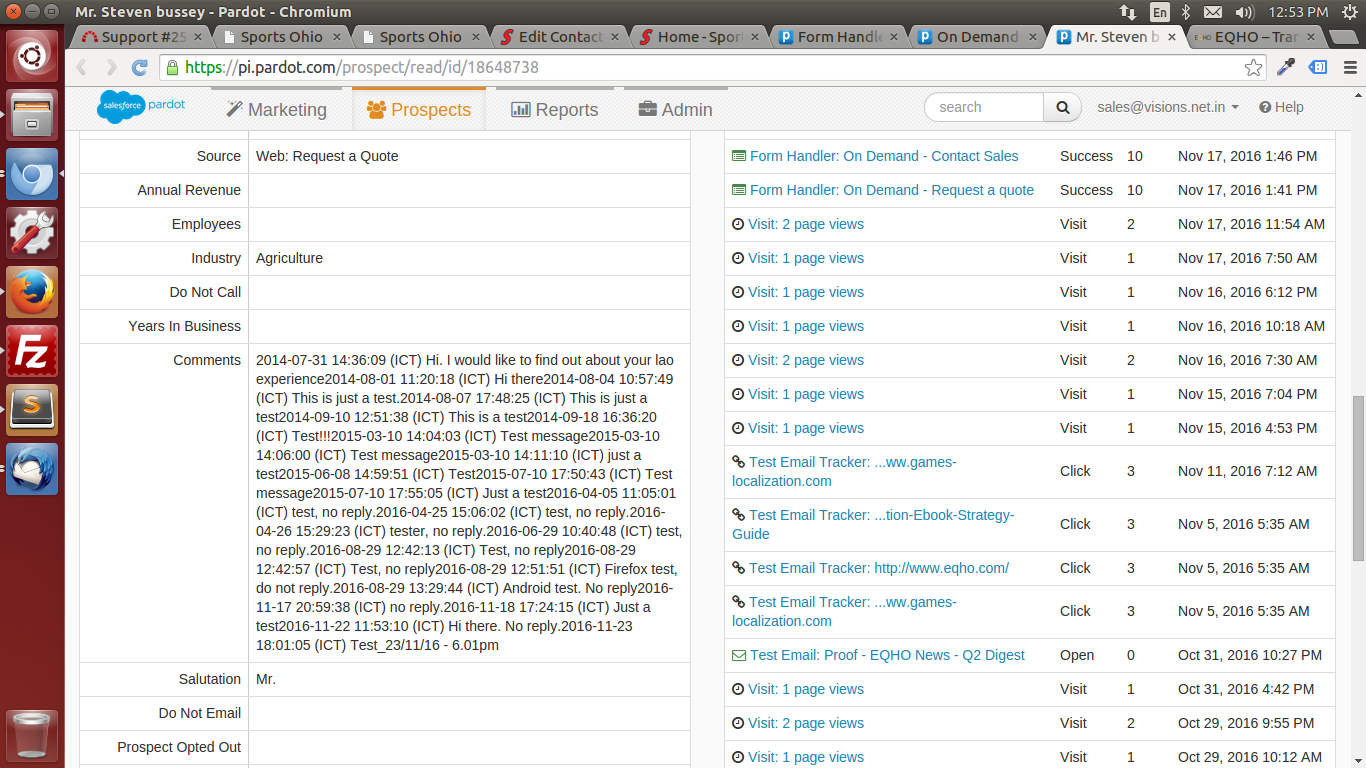 Mr. Steven bussey - Pardot - Chromium
En
12:53 PM
Support #25
Sports Ohio
Sports Ohio
Edit Contact
Home - Spor
Form Handle
On Demand
Mr. Steven b
EQHO – Tran
https://pi.pardot.com/prospect/read/id/18648738
salesforce pardot
Marketing
Prospects
Reports
Admin
search
sales@visions.net.in
Help
Source
Web: Request a Quote
Annual Revenue
Employees
Industry
Agriculture
Do Not Call
Years In Business
Comments
2014-07-31 14:36:09 (ICT) Hi. I would like to find out about your lao
experience2014-08-01 11:20:18 (ICT) Hi there2014-08-04 10:57:49
(ICT) This is just a test.2014-08-07 17:48:25 (ICT) This is just a
test2014-09-10 12:51:38 (ICT) This is a test2014-09-18 16:36:20
(ICT) Test!!!2015-03-10 14:04:03 (ICT) Test message2015-03-10
14:06:00 (ICT) Test message2015-03-10 14:11:10 (ICT) just a
test2015-06-08 14:59:51 (ICT) Test2015-07-10 17:50:43 (ICT) Test
message2015-07-10 17:55:05 (ICT) Just a test2016-04-05 11:05:01
(ICT) test, no reply.2016-04-25 15:06:02 (ICT) test, no reply.2016-
04-26 15:29:23 (ICT) tester, no reply.2016-06-29 10:40:48 (ICT) test,
no reply.2016-08-29 12:42:13 (ICT) Test, no reply2016-08-29
12:42:57 (ICT) Test, no reply2016-08-29 12:51:51 (ICT) Firefox test,
do not reply.2016-08-29 13:29:44 (ICT) Android test. No reply2016-
11-17 20:59:38 (ICT) no reply.2016-11-18 17:24:15 (ICT) Just a
test2016-11-22 11:53:10 (ICT) Hi there. No reply.2016-11-23
18:01:05 (ICT) Test_23/11/16 - 6.01pm
Salutation
Mr.
Do Not Email
Prospect Opted Out
Form Handler: On Demand - Contact Sales Success 10 Nov 17, 2016 1:46 PM
Form Handler: On Demand - Request a quote Success 10 Nov 17, 2016 1:41 PM
Visit: 2 page views Visit 2 Nov 17, 2016 11:54 AM
Visit: 1 page views Visit 1 Nov 17, 2016 7:50 AM
Visit: 1 page views Visit 1 Nov 16, 2016 6:12 PM
Visit: 1 page views Visit 1 Nov 16, 2016 10:18 AM
Visit: 2 page views Visit 2 Nov 16, 2016 7:30 AM
Visit: 1 page views Visit 1 Nov 15, 2016 7:04 PM
Visit: 1 page views Visit 1 Nov 15, 2016 4:53 PM
Test Email Tracker: ...ww.games-
localization.com
Click 3 Nov 11, 2016 7:12 AM
Test Email Tracker: ...tion-Ebook-Strategy-
Guide
Click 3 Nov 5, 2016 5:35 AM
Test Email Tracker: http://www.eqho.com/ Click 3 Nov 5, 2016 5:35 AM
Test Email Tracker: ...ww.games-
localization.com
Click 3 Nov 5, 2016 5:35 AM
Test Email: Proof - EQHO News - Q2 Digest Open 0 Oct 31, 2016 10:27 PM
Visit: 1 page views Visit 1 Oct 31, 2016 4:42 PM
Visit: 2 page views Visit 2 Oct 29, 2016 9:55 PM
Visit: 1 page views Visit 1 Oct 29, 2016 10:12 AM